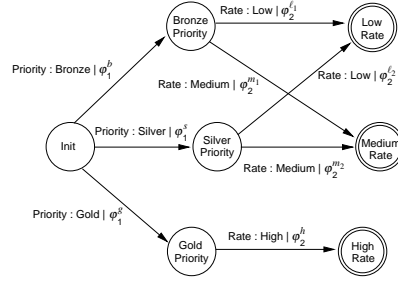 Bronze
Priority
Rate : Low | φ₂^ℓ₁
Low
Rate
Priority : Bronze | φ₁^b
Rate : Medium | φ₂^m₁
Rate : Low | φ₂^ℓ₂
Init
Priority : Silver | φ₁^s
Silver
Priority
Rate : Medium | φ₂^m₂
Medium
Rate
Priority : Gold | φ₁^g
Gold
Priority
Rate : High | φ₂^h
High
Rate